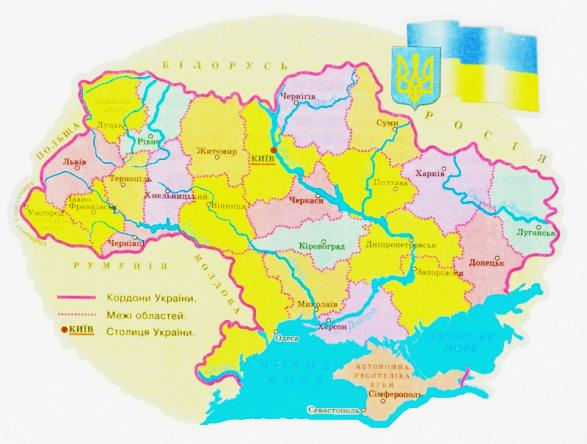 БІЛОРУСЬ
РОСІЯ
ПОЛЬЩА
Чернігів
Луцьк
Рівне
Суми
Житомир
КИЇВ
Львів
Харків
Тернопіль
Хмельницький
Полтава
Черкаси
Івано-
Франківськ
Вінниця
Ужгород
Луганськ
Чернівці
Кіровоград
Дніпропетровськ
Донецьк
Запоріжжя
РУМУНІЯ
МОЛДОВА
Миколаїв
Херсон
Дніпро
Одеса
АЗОВСЬКЕ
МОРЕ
ЧОРНЕ
МОРЕ
АВТОНОМНА
РЕСПУБЛІКА
КРИМ
Сімферополь
Севастополь
Кордони України.
Межі областей.
КИЇВ Столиця України.